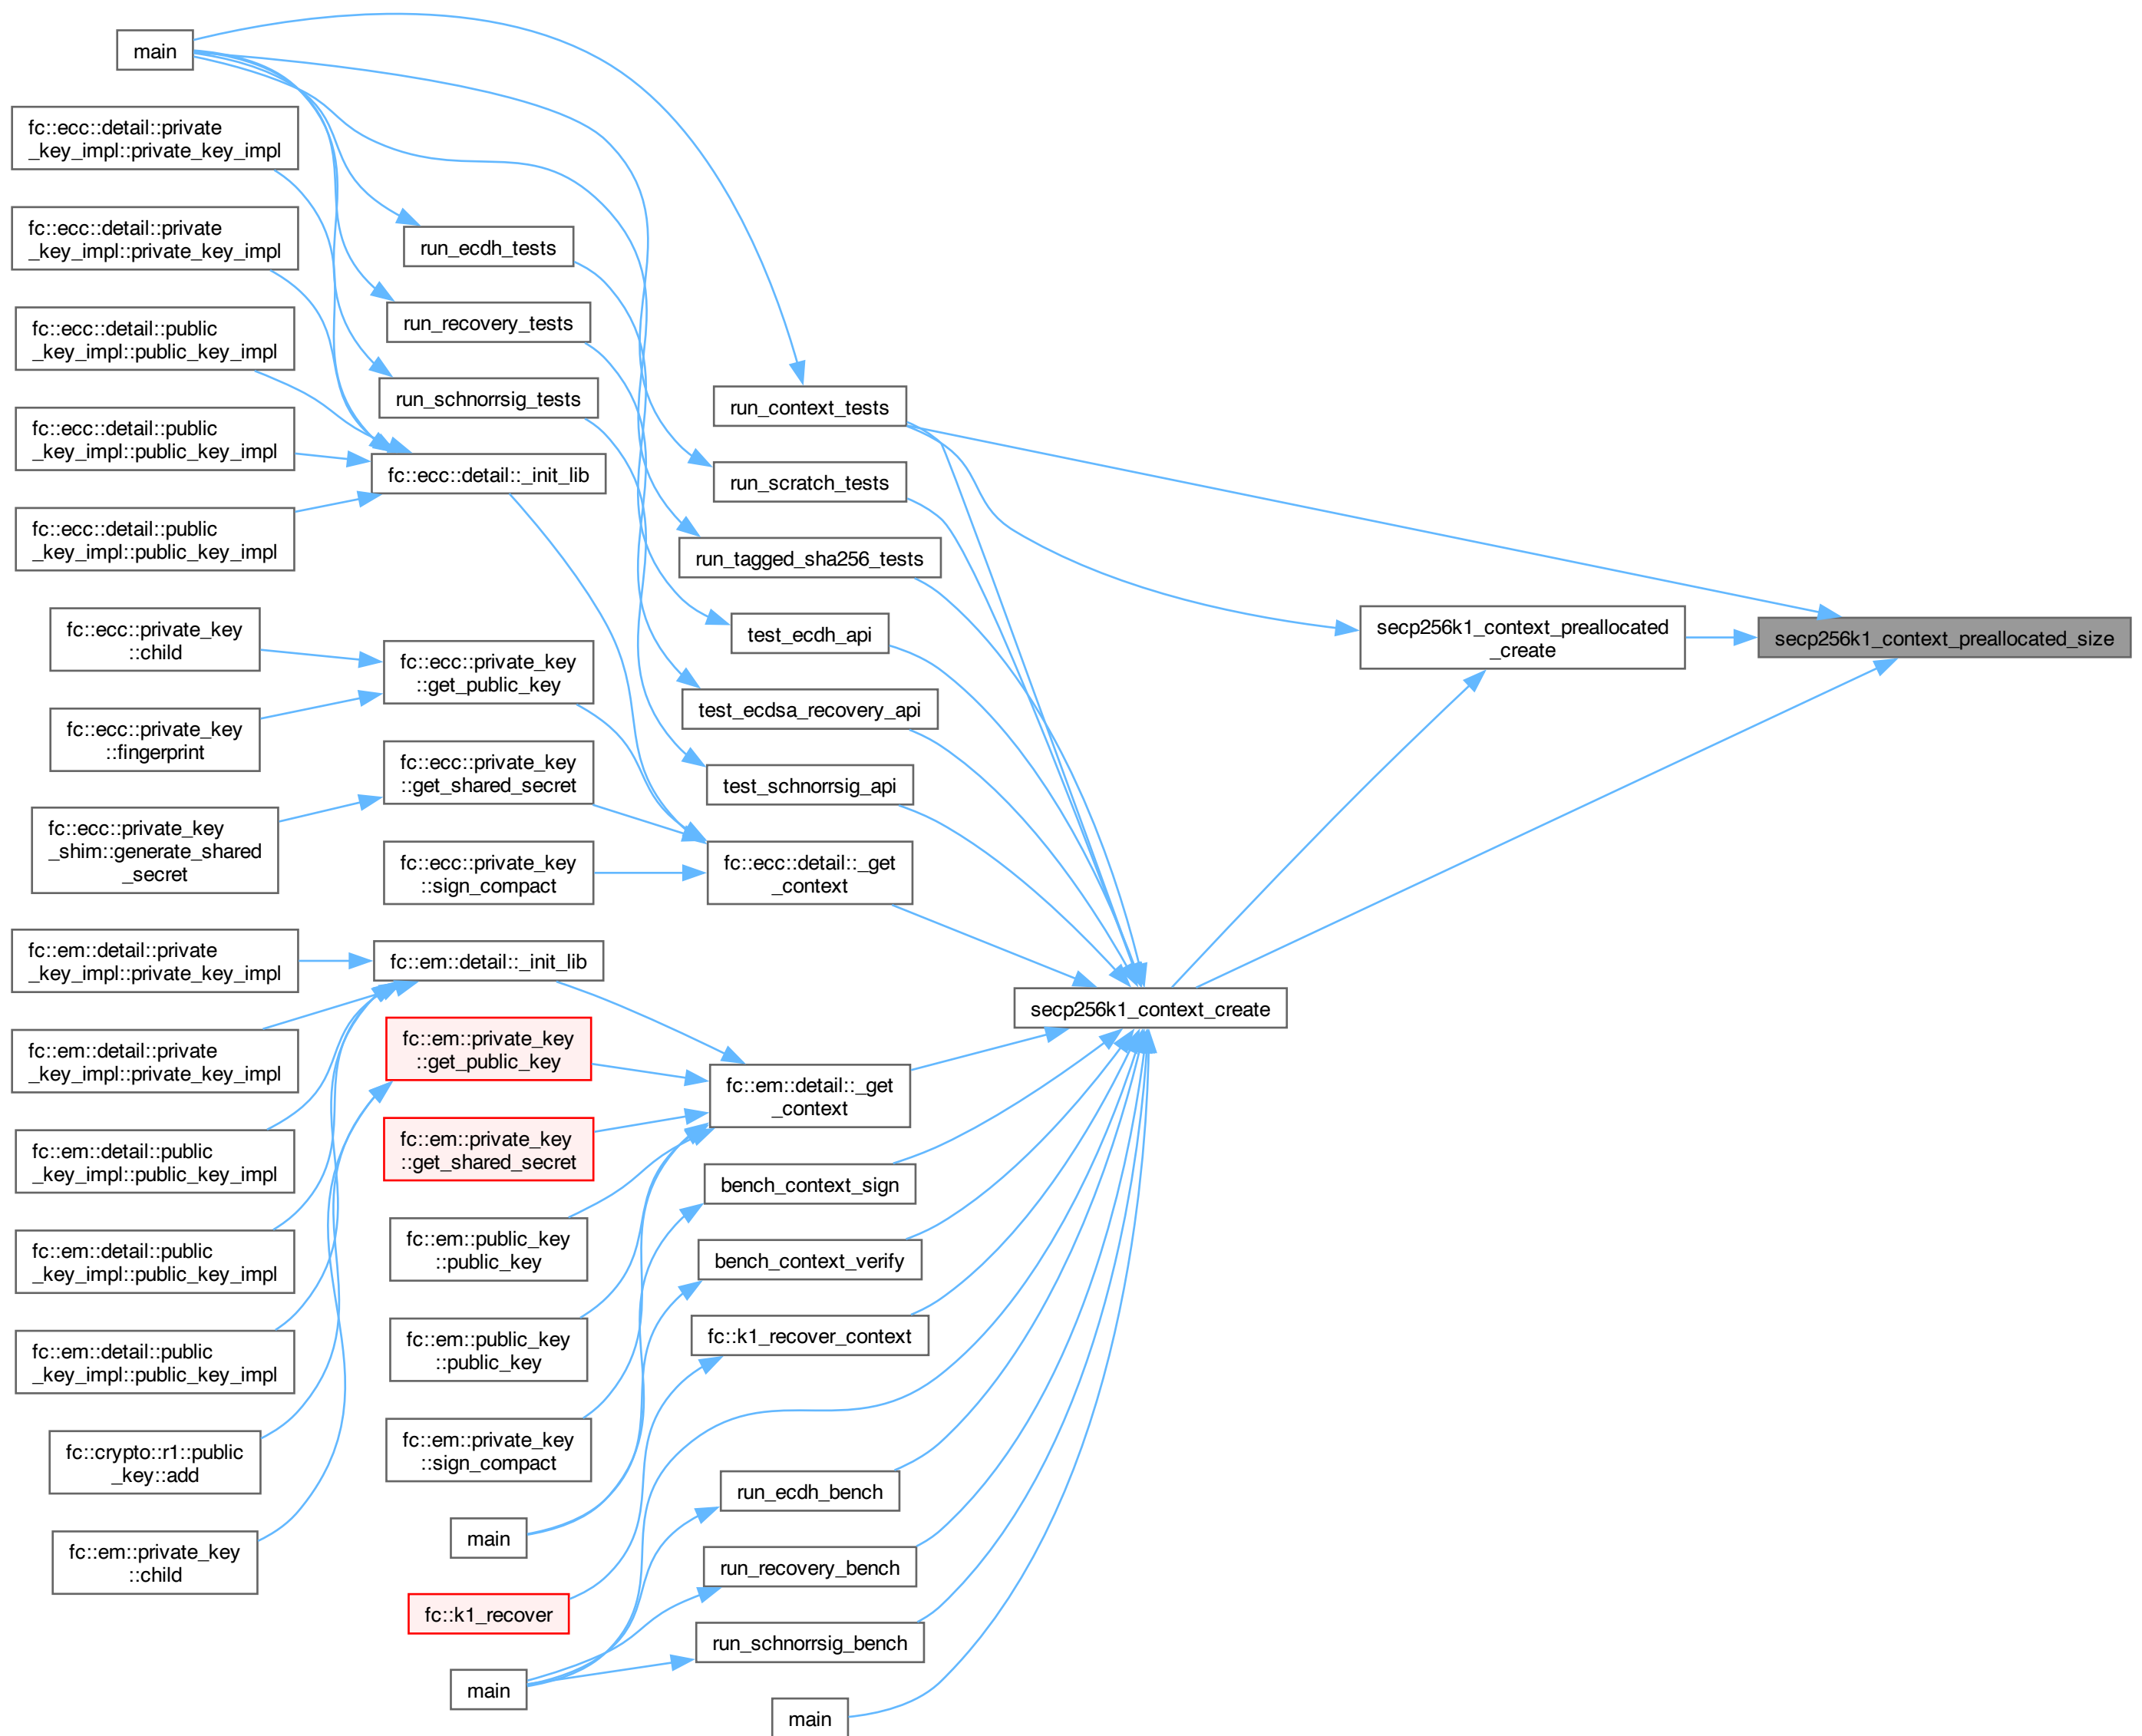 main
fc::ecc::detail::private
_key_impl::private_key_impl
fc::ecc::detail::private
_key_impl::private_key_impl
fc::ecc::detail::public
_key_impl::public_key_impl
fc::ecc::detail::public
_key_impl::public_key_impl
fc::ecc::detail::public
_key_impl::public_key_impl
fc::ecc::private_key
::child
fc::ecc::private_key
::fingerprint
fc::ecc::private_key
_shim::generate_shared
_secret
fc::em::detail::private
_key_impl::private_key_impl
fc::em::detail::private
_key_impl::private_key_impl
fc::em::detail::public
_key_impl::public_key_impl
fc::em::detail::public
_key_impl::public_key_impl
fc::em::detail::public
_key_impl::public_key_impl
fc::crypto::r1::public
_key::add
fc::em::private_key
::child
run_ecdh_tests
run_recovery_tests
run_schnorrsig_tests
fc::ecc::detail::_init_lib
fc::ecc::private_key
::get_public_key
fc::ecc::private_key
::get_shared_secret
fc::ecc::private_key
::sign_compact
fc::em::detail::_init_lib
fc::em::private_key
::get_public_key
fc::em::private_key
::get_shared_secret
fc::em::public_key
::public_key
fc::em::public_key
::public_key
fc::em::private_key
::sign_compact
main
fc::k1_recover
main
run_context_tests
run_scratch_tests
run_tagged_sha256_tests
test_ecdh_api
test_ecdsa_recovery_api
test_schnorrsig_api
fc::ecc::detail::_get
_context
fc::em::detail::_get
_context
bench_context_sign
bench_context_verify
fc::k1_recover_context
run_ecdh_bench
run_recovery_bench
run_schnorrsig_bench
main
secp256k1_context_create
secp256k1_context_preallocated
_create
secp256k1_context_preallocated_size